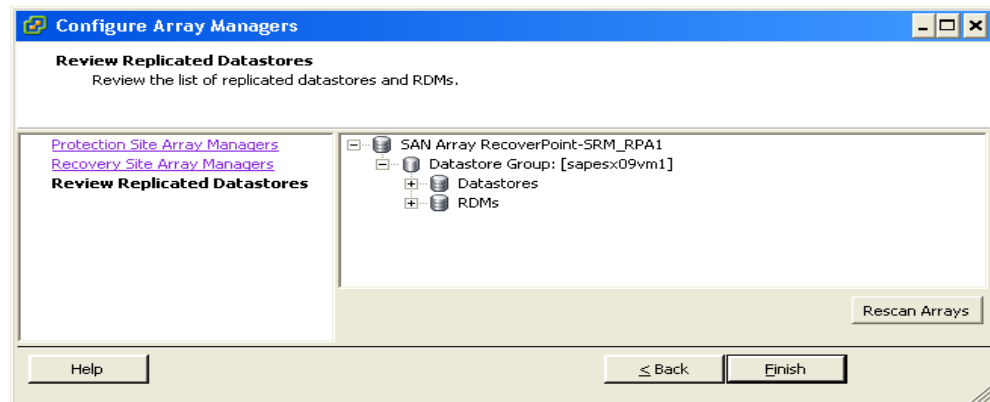 Configure Array Managers
Review Replicated Datastores
Review the list of replicated datastores and RDMs.
Protection Site Array Managers
Recovery Site Array Managers
Review Replicated Datastores
SAN Array RecoverPoint-SRM_RPA1
Datastore Group: [sapesx09vm1]
Datastores
RDMs
Rescan Arrays
Help
< Back
Finish